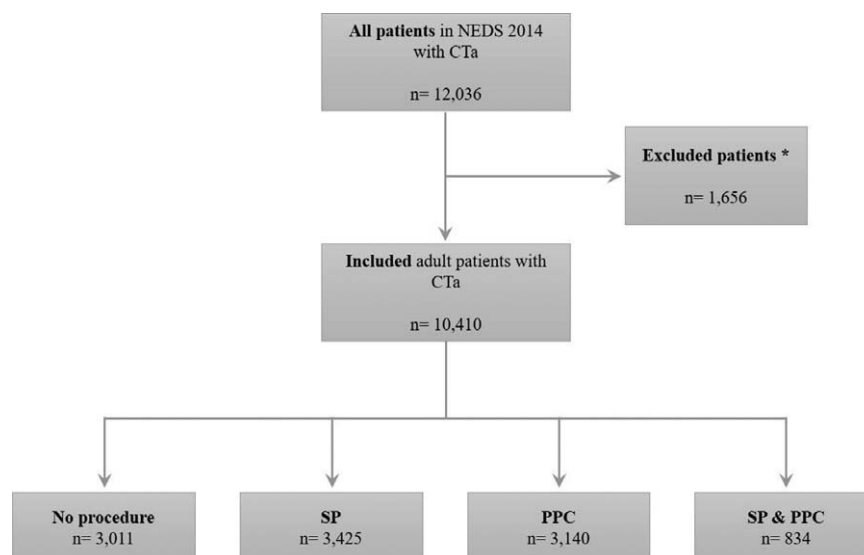 All patients in NEDS 2014
with CTa
n= 12,036
Excluded patients *
n= 1,656
Included adult patients with
CTa
n= 10,410
No procedure
n= 3,011
SP
n= 3,425
PPC
n= 3,140
SP & PPC
n= 834